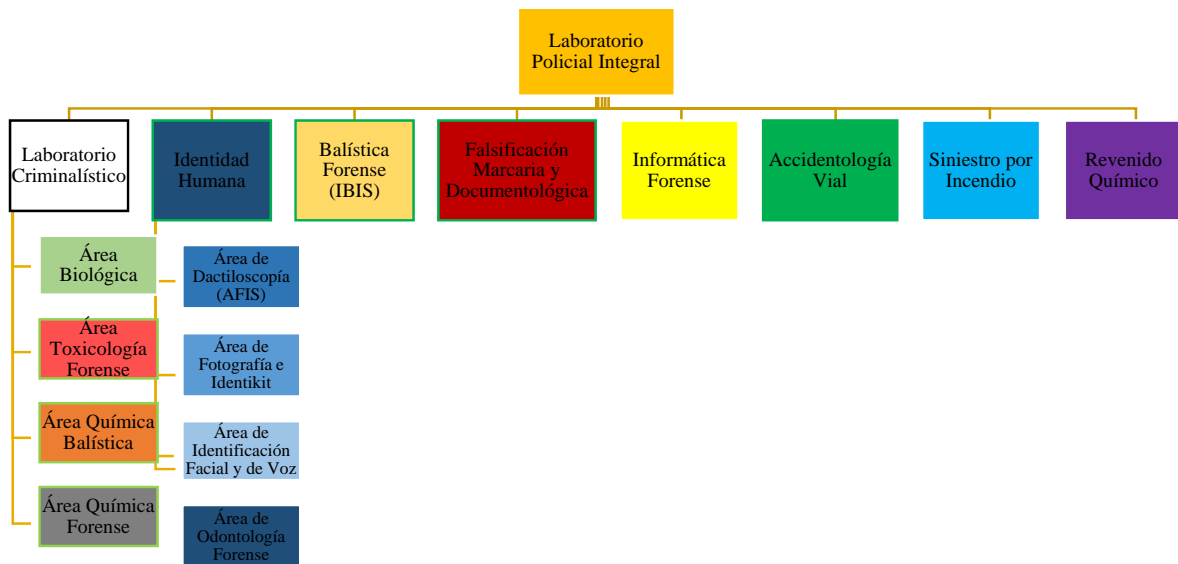 Laboratorio
Policial Integral
Laboratorio
Criminalístico
Identidad
Humana
Balística
Forense
(IBIS)
Falsificación
Marcaria y
Documentológica
Informática
Forense
Accidentología
Vial
Siniestro por
Incendio
Revenido
Químico
Área
Biológica
Área
Toxicología
Forense
Área Química
Balística
Área Química
Forense
Área de
Dactiloscopía
(AFIS)
Área de
Fotografía e
Identikit
Área de
Identificación
Facial y de Voz
Área de
Odontología
Forense